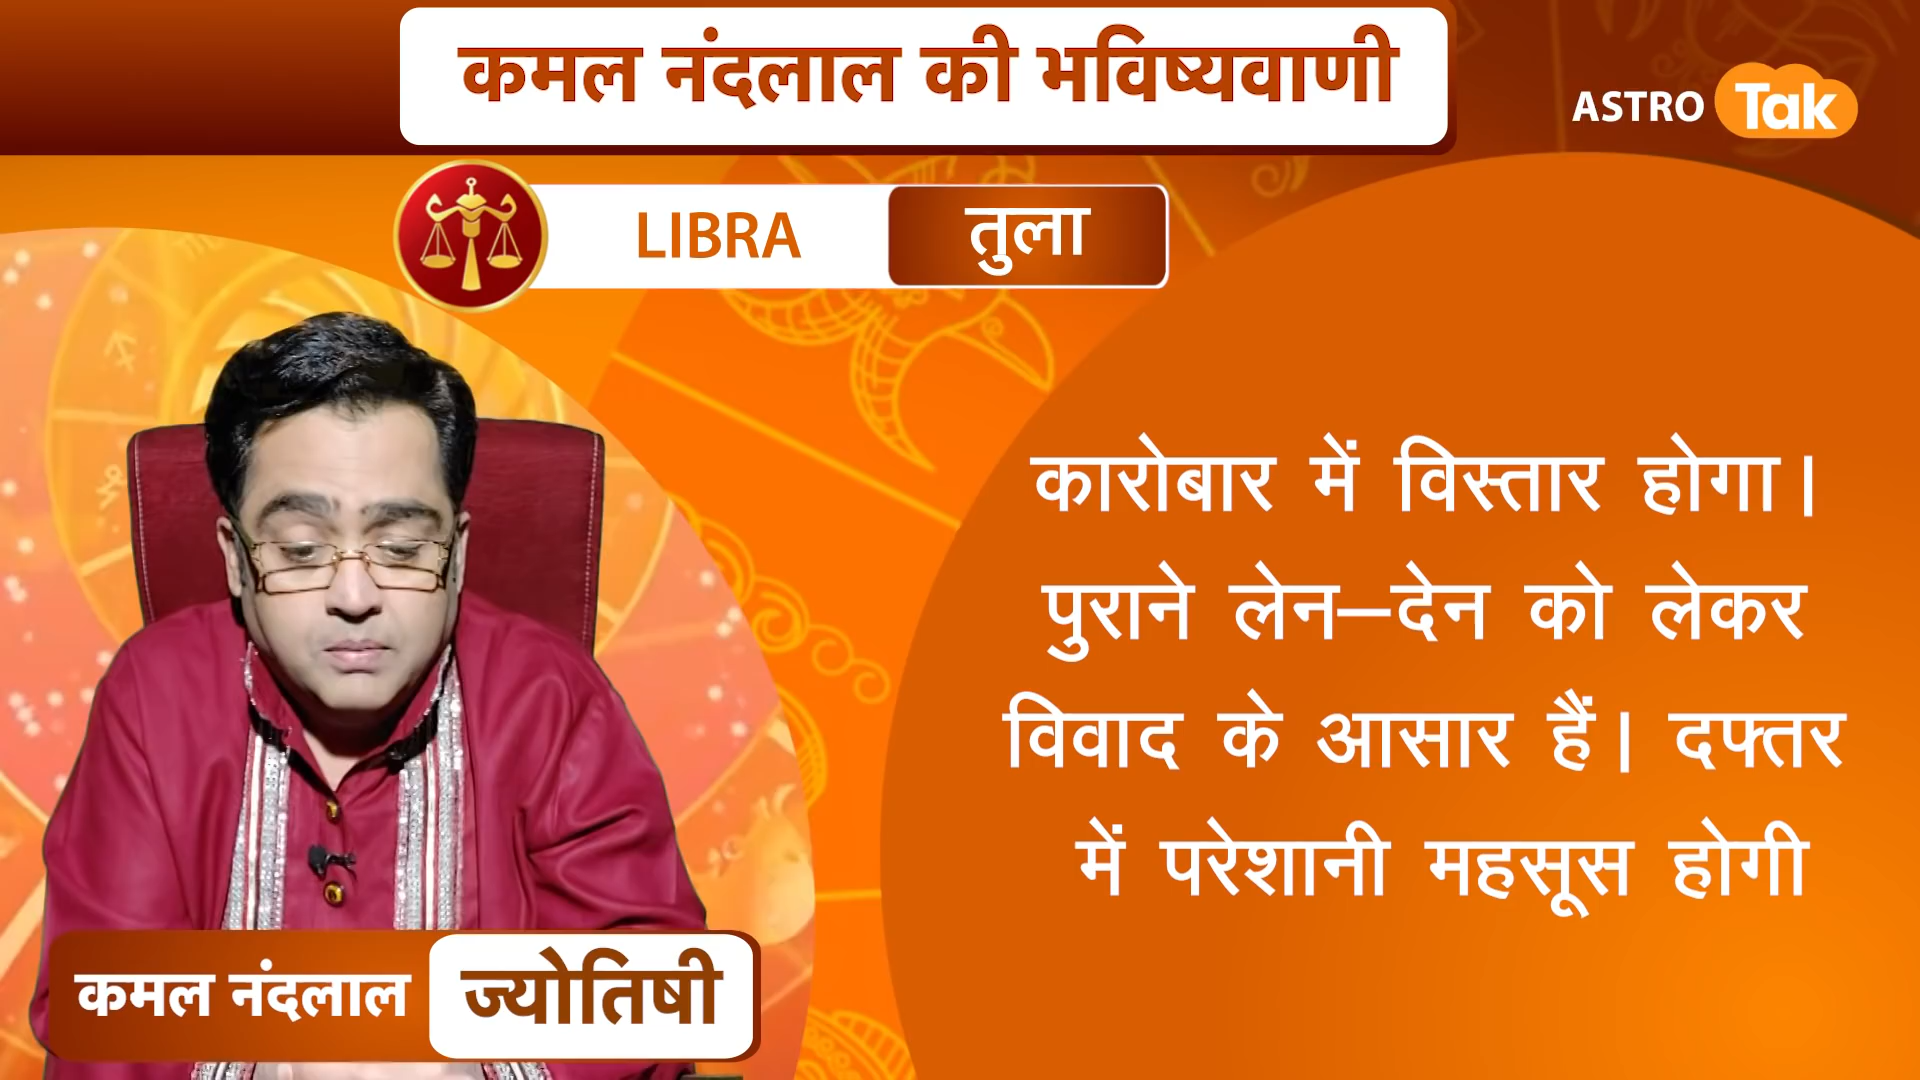 कमल नंदलाल की भविष्यवाणी
ASTRO Tak
LIBRA तुला
कारोबार में विस्तार होगा।
पुराने लेन–देन को लेकर
विवाद के आसार हैं। दफ्तर
में परेशानी महसूस होगी
कमल नंदलाल ज्योतिषी